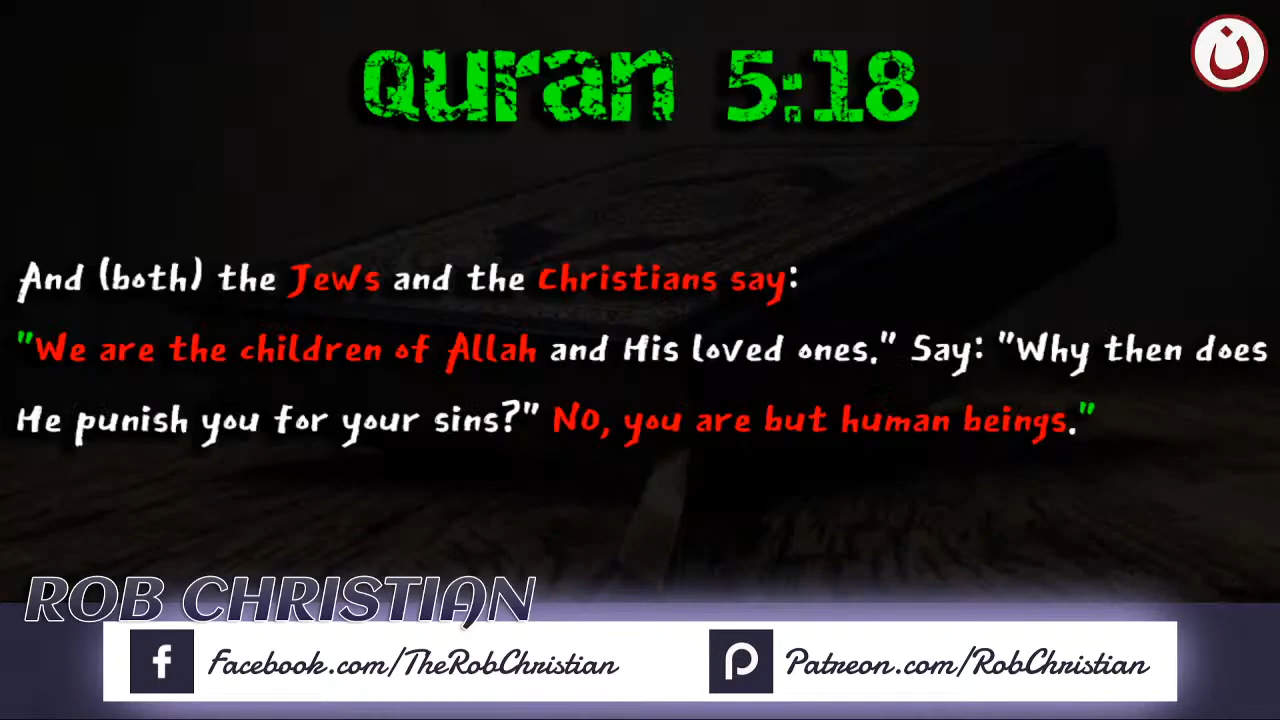 Quran 5:18
ن
And (both) the Jews and the Christians say:
"We are the children of Allah and His loved ones." Say: "Why then does
He punish you for your sins?" No, you are but human beings."
ROB CHRISTIAN
Facebook.com/TheRobChristian
Patreon.com/RobChristian